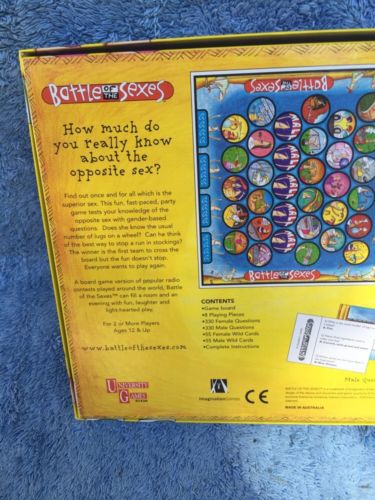 Battle OF THE Sexes
How much do
you really know
about the
opposite sex?
Find out once and for all which is the
superior sex. This fun, fast-paced, party
game tests your knowledge of the
opposite sex with gender-based
questions. Does she know the usual
number of lugs on a wheel? Can he think
of the best way to stop a run in stockings?
The winner is the first team to cross the
board but the fun doesn't stop.
Everyone wants to play again.
A board game version of popular radio
contests played around the world, Battle
of the Sexes™ can fill a room and an
evening with fun, laughter and
light-hearted play.
For 2 or More Players
Ages 12 & Up
www.battleofthesexes.com
UNIVERSITY
GAMES
Battle OF THE Sexes
Battle OF THE Sexes
CONTENTS
•Game board
•8 Playing Pieces
•330 Female Questions
•330 Male Questions
•55 Female Wild Cards
•55 Male Wild Cards
•Complete Instructions
Imagination Games
CE
MADE IN AUSTRALIA